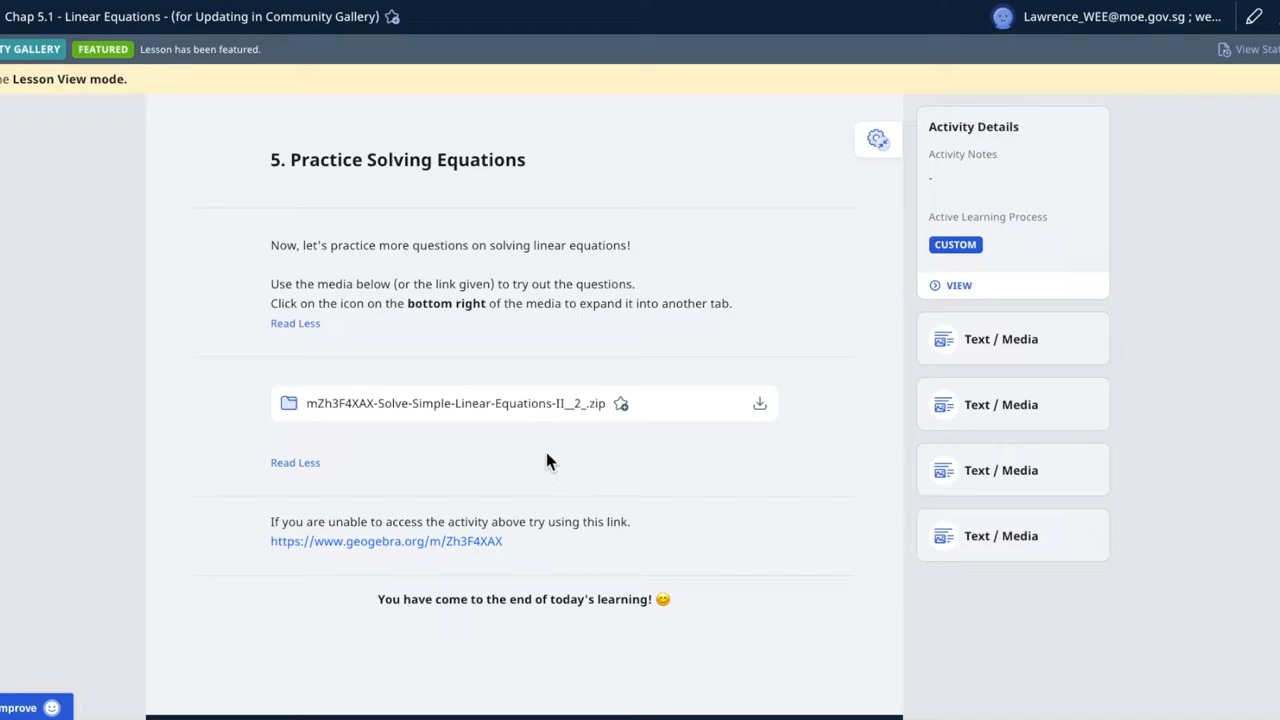 Chap 5.1 - Linear Equations - (for Updating in Community Gallery)
Lawrence_WEE@moe.gov.sg ; we...
TY GALLERY
FEATURED
Lesson has been featured.
View Stat
ne Lesson View mode.
5. Practice Solving Equations
Now, let's practice more questions on solving linear equations!
Use the media below (or the link given) to try out the questions.
Click on the icon on the bottom right of the media to expand it into another tab.
Read Less
mZh3F4XAX-Solve-Simple-Linear-Equations-II__2_.zip
Read Less
If you are unable to access the activity above try using this link.
https://www.geogebra.org/m/Zh3F4XAX
You have come to the end of today's learning! 😊
Activity Details
Activity Notes
-
Active Learning Process
CUSTOM
VIEW
Text / Media
Text / Media
Text / Media
Text / Media
mprove